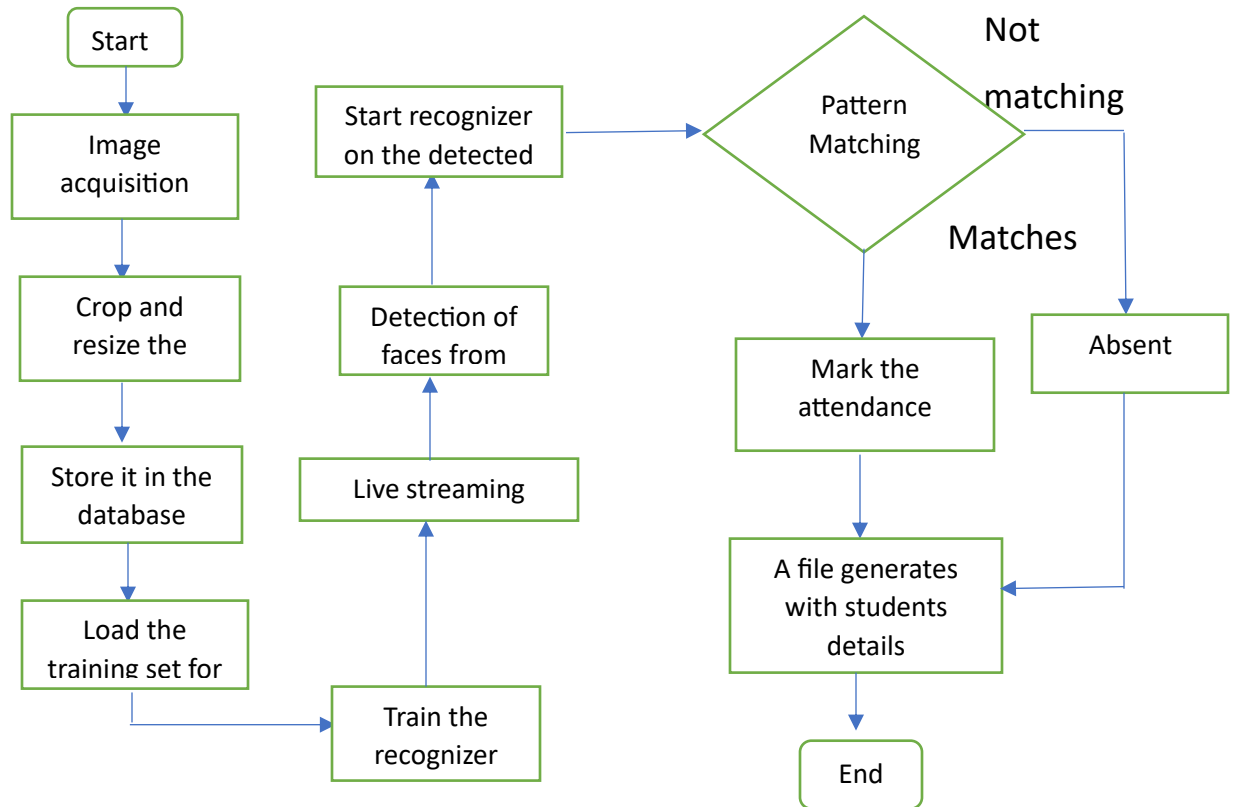 Start
Image
acquisition
Crop and
resize the
Store it in the
database
Load the
training set for
Train the
recognizer
Live streaming
Detection of
faces from
Start recognizer
on the detected
Pattern
Matching
Not
matching
Matches
Mark the
attendance
Absent
A file generates
with students
details
End